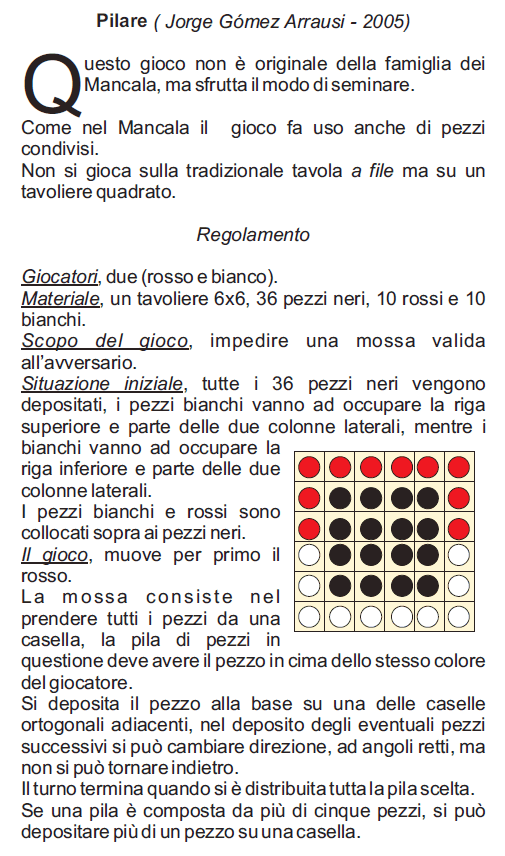 Pilare ( Jorge Gómez Arrausi - 2005)
Questo gioco non è originale della famiglia dei
Mancala, ma sfrutta il modo di seminare.
Come nel Mancala il gioco fa uso anche di pezzi
condivisi.
Non si gioca sulla tradizionale tavola a file ma su un
tavoliere quadrato.
Regolamento
Giocatori, due (rosso e bianco).
Materiale, un tavoliere 6x6, 36 pezzi neri, 10 rossi e 10
bianchi.
Scopo del gioco, impedire una mossa valida
all'avversario.
Situazione iniziale, tutte i 36 pezzi neri vengono
depositati, i pezzi bianchi vanno ad occupare la riga
superiore e parte delle due colonne laterali, mentre i
bianchi vanno ad occupare la
riga inferiore e parte delle due
colonne laterali.
I pezzi bianchi e rossi sono
collocati sopra ai pezzi neri.
Il gioco, muove per primo il
rosso.
La mossa consiste nel
prendere tutti i pezzi da una
casella, la pila di pezzi in
questione deve avere il pezzo in cima dello stesso colore
del giocatore.
Si deposita il pezzo alla base su una delle caselle
ortogonali adiacenti, nel deposito degli eventuali pezzi
successivi si può cambiare direzione, ad angoli retti, ma
non si può tornare indietro.
Il turno termina quando si è distribuita tutta la pila scelta.
Se una pila è composta da più di cinque pezzi, si può
depositare più di un pezzo su una casella.